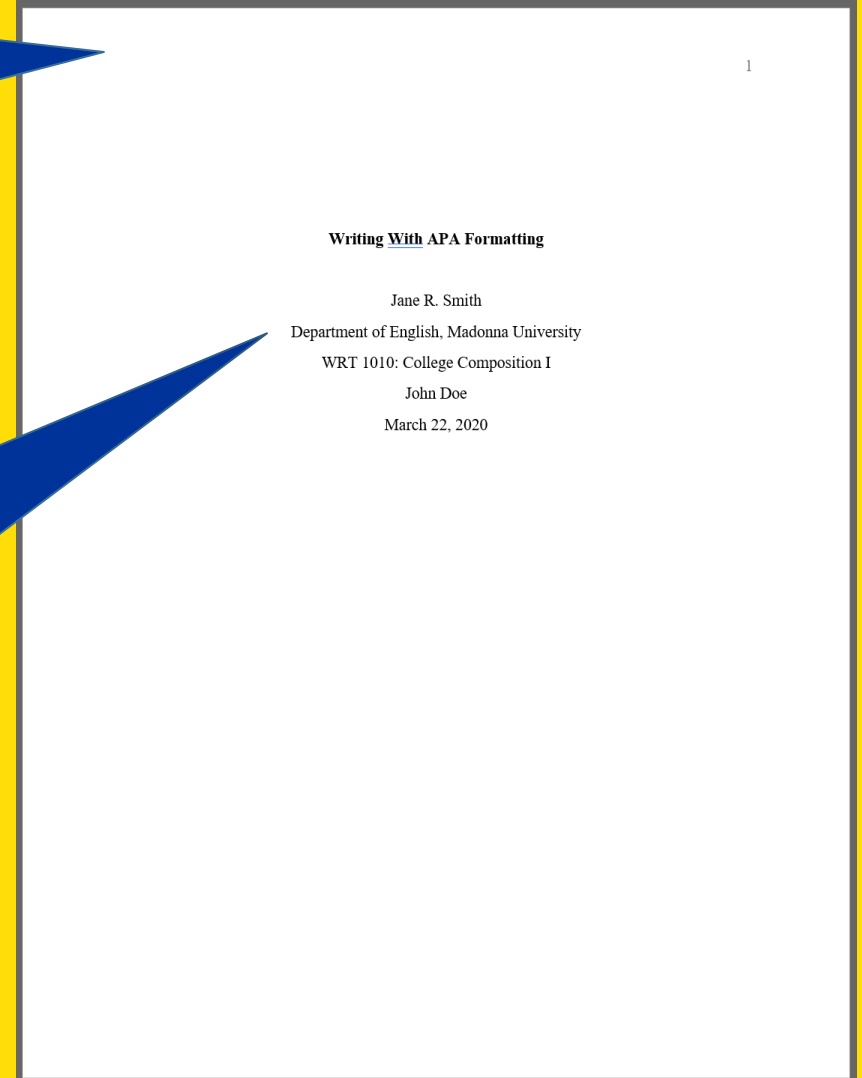 1
Writing With APA Formatting
Jane R. Smith
Department of English, Madonna University
WRT 1010: College Composition I
John Doe
March 22, 2020